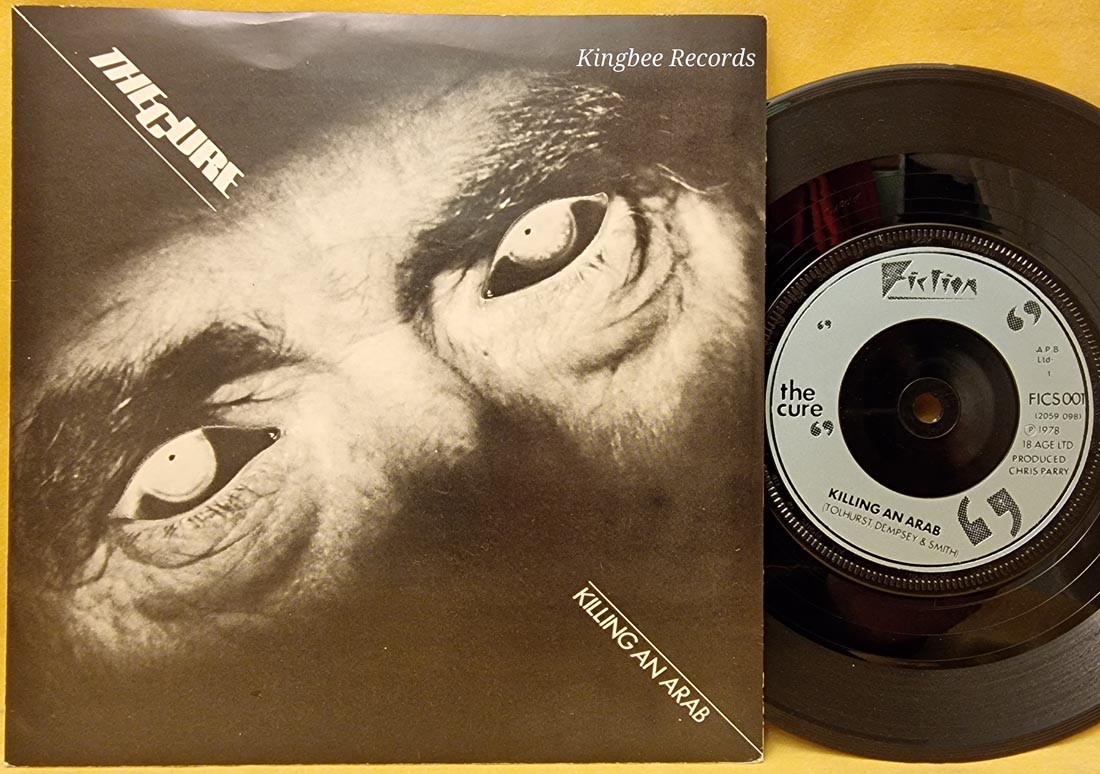 THE CURE
Kingbee Records
KILLING AN ARAB
Fiction
A.P.B
Ltd.
1
the
cure
FICS 001
(2059 098)
℗ 1978
18 AGE LTD
PRODUCED
CHRIS PARRY
KILLING AN ARAB
(TOLHURST, DEMPSEY & SMITH)